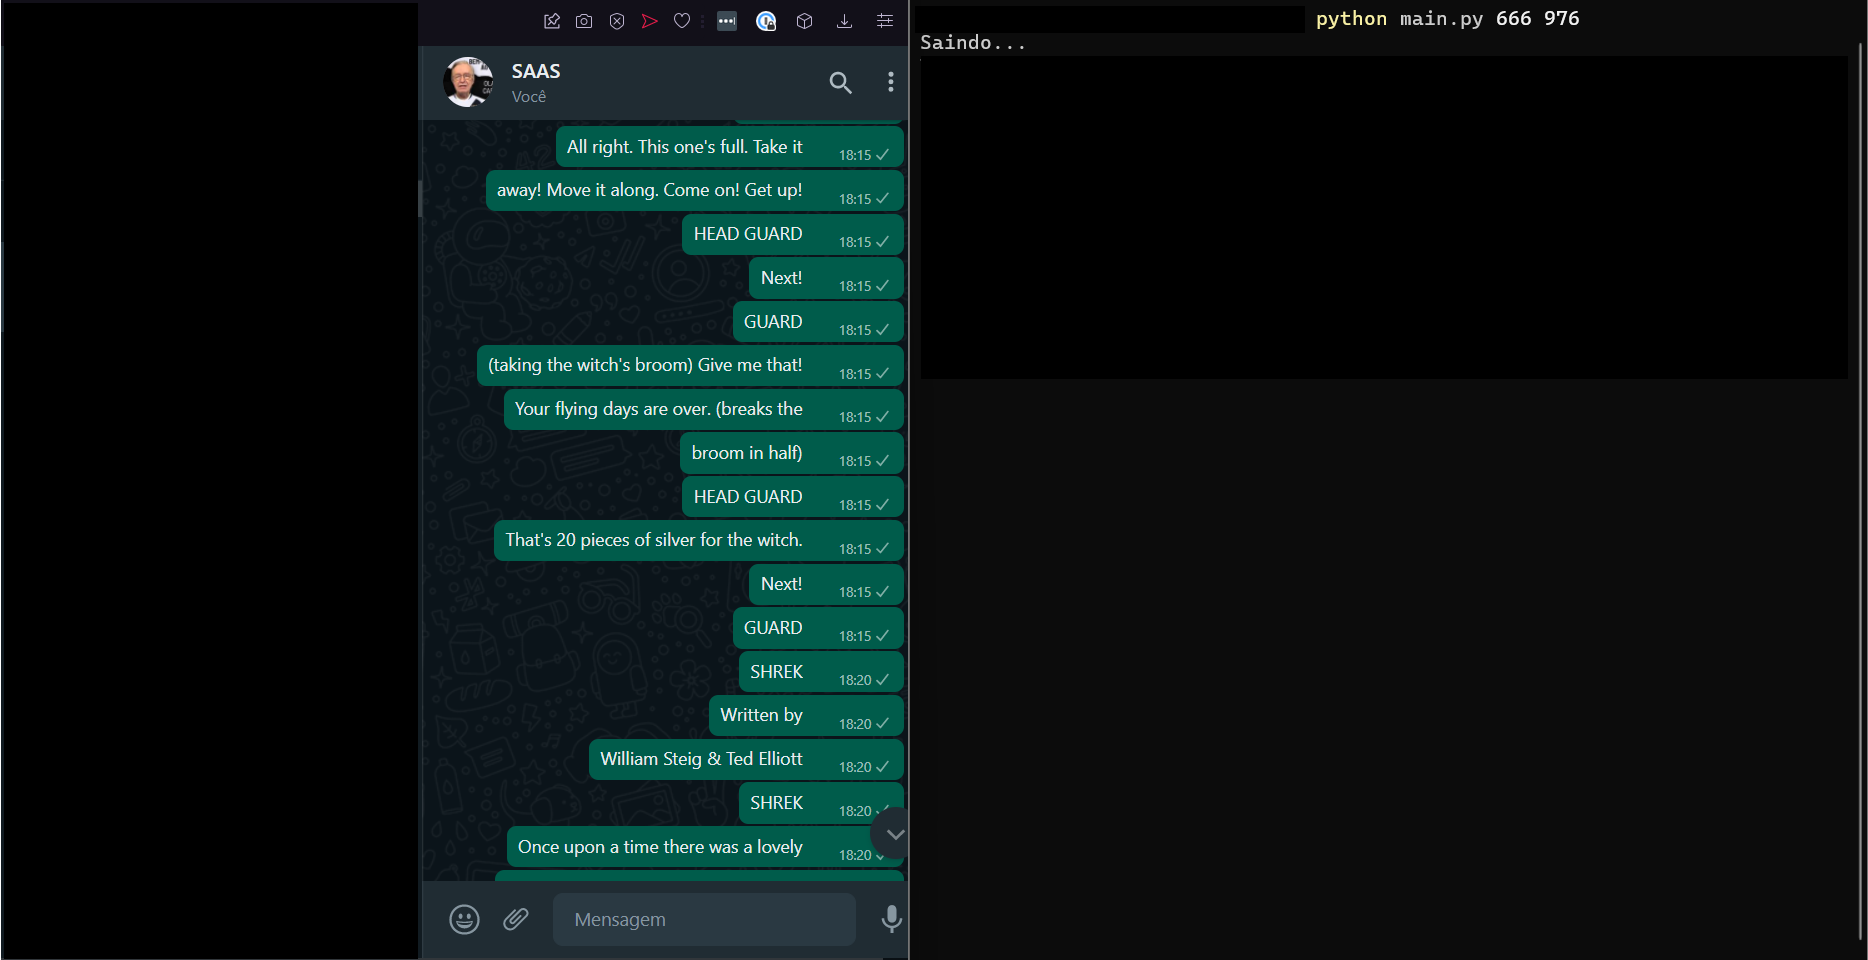 SAAS
Você
All right. This one's full. Take it
18:15
away! Move it along. Come on! Get up!
18:15
HEAD GUARD
18:15
Next!
18:15
GUARD
18:15
(taking the witch's broom) Give me that!
18:15
Your flying days are over. (breaks the
18:15
broom in half)
18:15
HEAD GUARD
18:15
That's 20 pieces of silver for the witch.
18:15
Next!
18:15
GUARD
18:15
SHREK
18:20
Written by
18:20
William Steig & Ted Elliott
18:20
SHREK
18:20
Once upon a time there was a lovely
18:20
Mensagem
python main.py 666 976
Saindo...